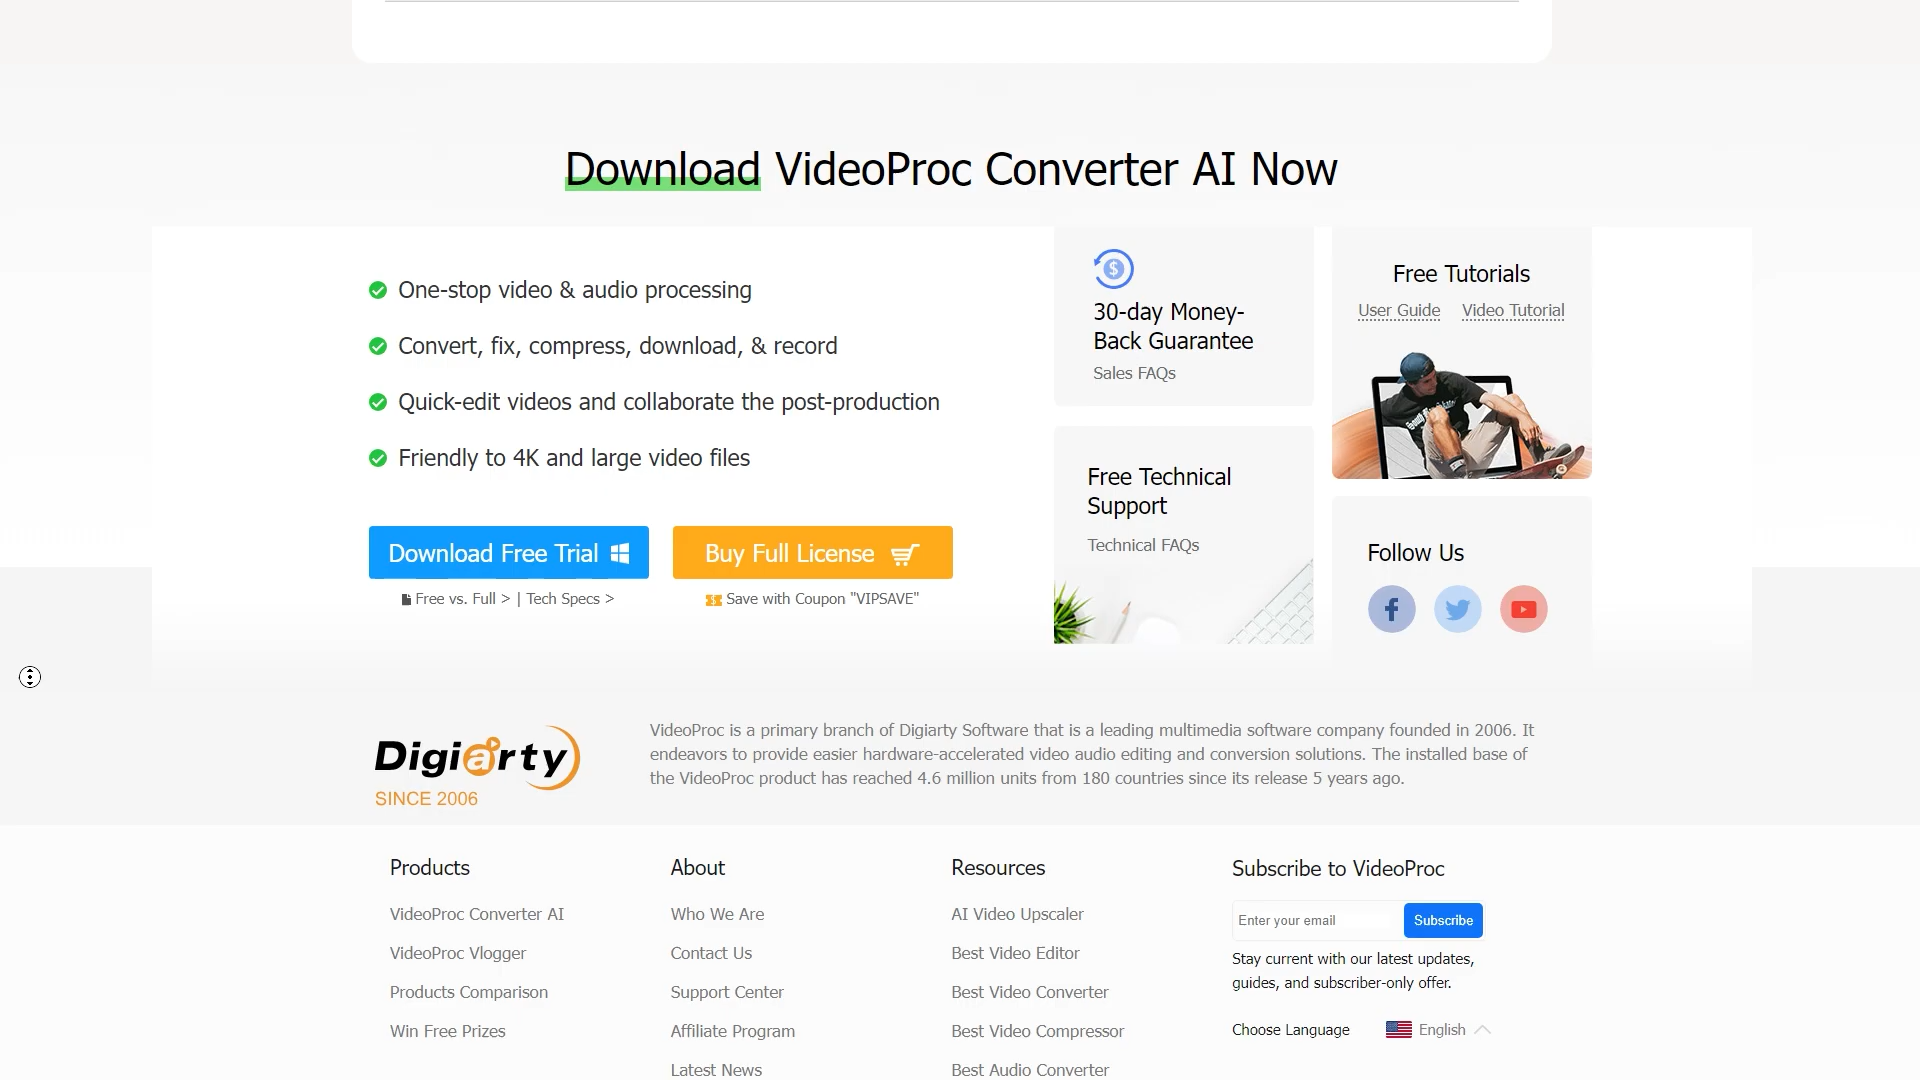 Download VideoProc Converter AI Now
One-stop video & audio processing
Convert, fix, compress, download, & record
Quick-edit videos and collaborate the post-production
Friendly to 4K and large video files
Download Free Trial
Buy Full License
Free vs. Full > | Tech Specs >
Save with Coupon "VIPSAVE"
30-day Money-
Back Guarantee
Sales FAQs
Free Technical
Support
Technical FAQs
Free Tutorials
User Guide Video Tutorial
Follow Us
Digiarty
SINCE 2006
VideoProc is a primary branch of Digiarty Software that is a leading multimedia software company founded in 2006. It
endeavors to provide easier hardware-accelerated video audio editing and conversion solutions. The installed base of
the VideoProc product has reached 4.6 million units from 180 countries since its release 5 years ago.
Products
VideoProc Converter AI
VideoProc Vlogger
Products Comparison
Win Free Prizes
About
Who We Are
Contact Us
Support Center
Affiliate Program
Latest News
Resources
AI Video Upscaler
Best Video Editor
Best Video Converter
Best Video Compressor
Best Audio Converter
Subscribe to VideoProc
Enter your email Subscribe
Stay current with our latest updates,
guides, and subscriber-only offer.
Choose Language English